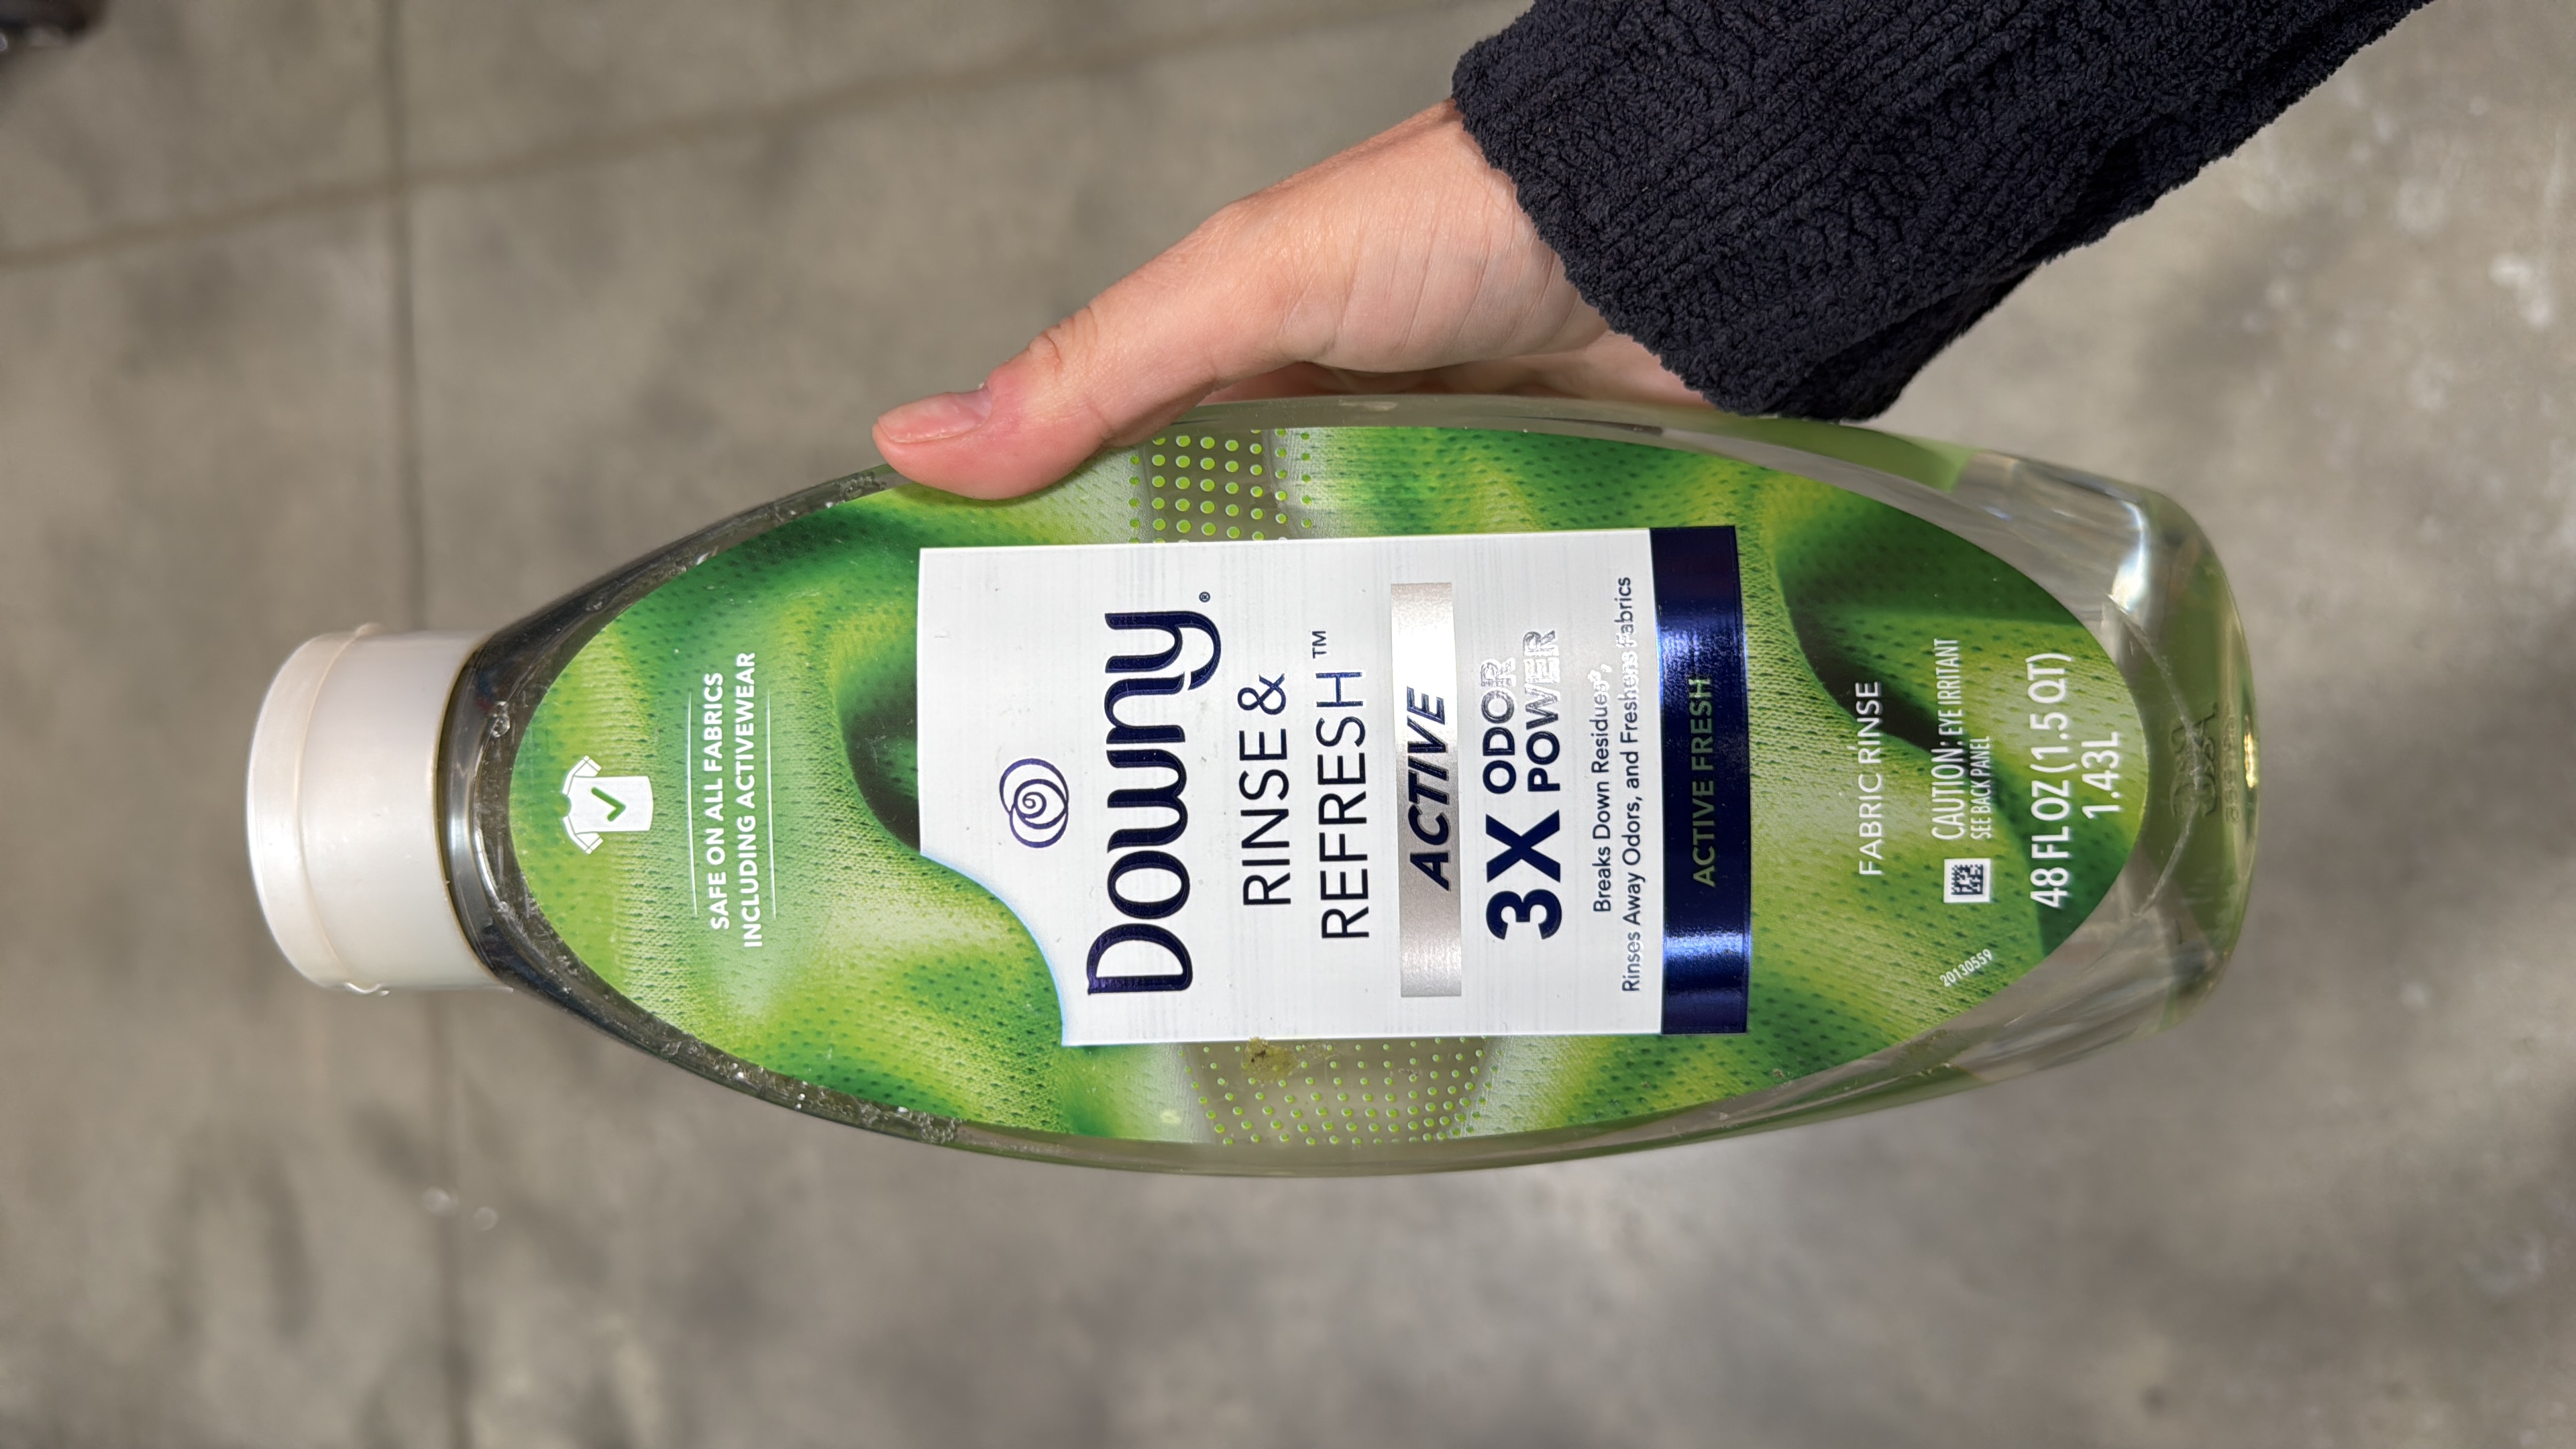 SAFE ON ALL FABRICS
INCLUDING ACTIVEWEAR
Downy®
RINSE &
REFRESH™
ACTIVE
3X ODOR
POWER
Breaks Down Residues,
Rinses Away Odors, and Freshens Fabrics
ACTIVE FRESH
FABRIC RINSE
CAUTION: EYE IRRITANT
SEE BACK PANEL
48 FL OZ (1.5 QT)
1.43L
20130559